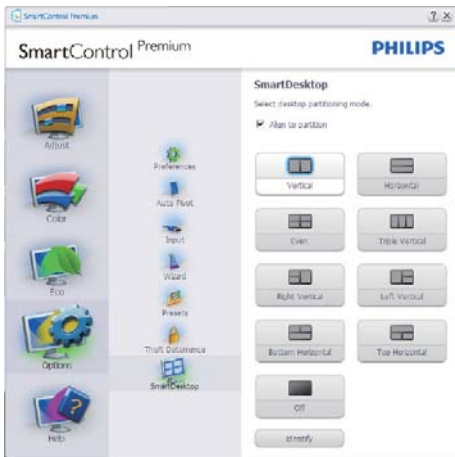 SmartControl Premium
SmartControl Premium
PHILIPS
Adjust
Color
Eco
Options
Help
Preferences
Auto Pivot
Input
Wizard
Presets
Theft Deterrence
SmartDesktop
SmartDesktop
Select desktop partitioning mode.
Align to partition
Vertical
Horizontal
Even
Triple Vertical
Right Vertical
Left Vertical
Bottom Horizontal
Top Horizontal
Off
Identify